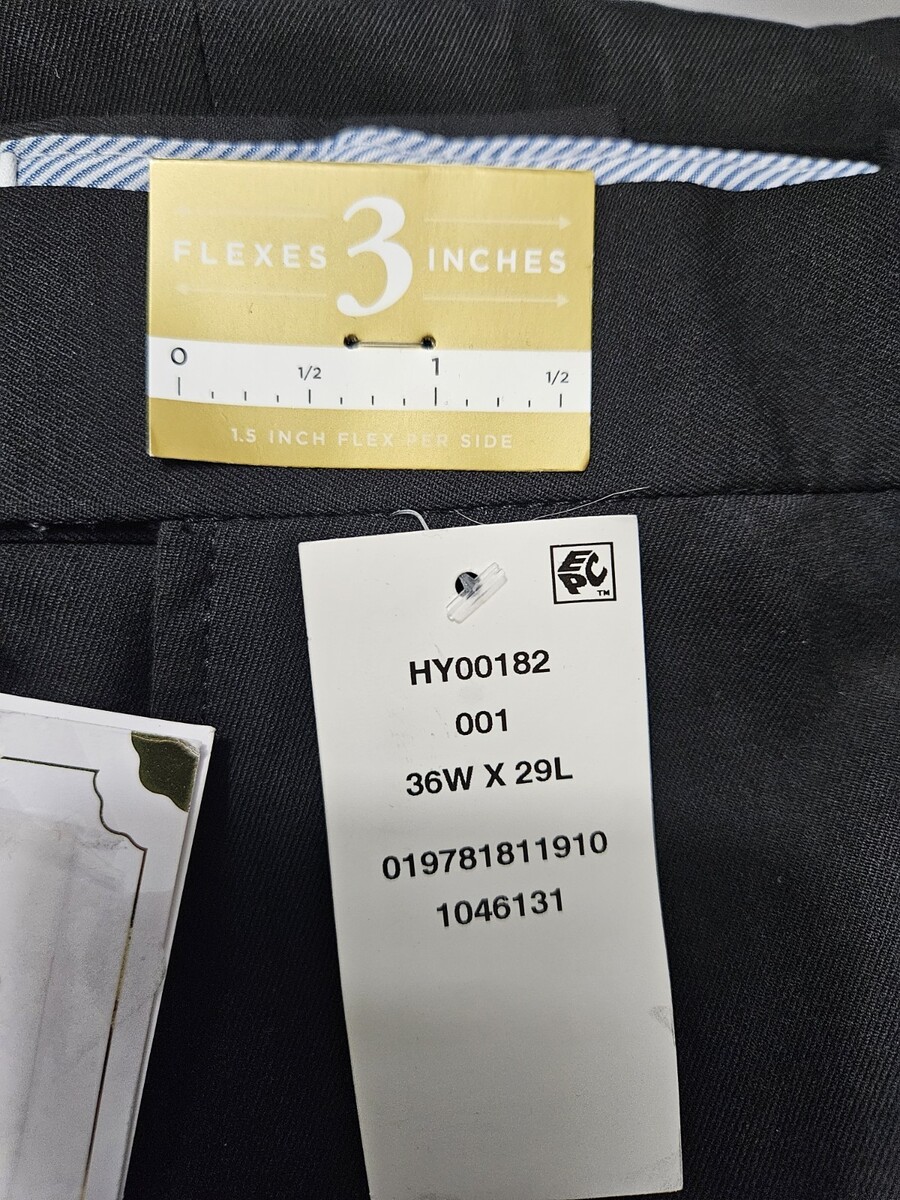 FLEXES 3 INCHES
0 1/2 1 1/2
1.5 INCH FLEX PER SIDE
EPC TM
HY00182
001
36W X 29L
019781811910
1046131